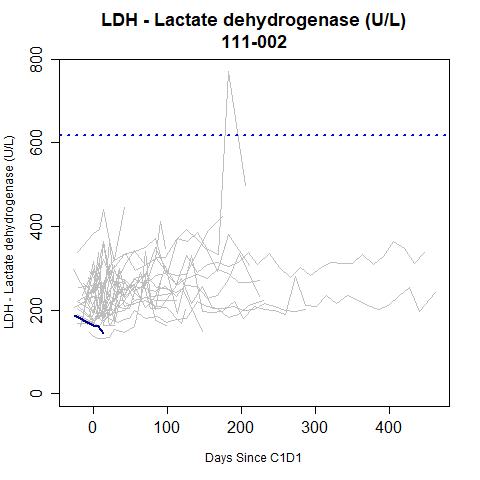 LDH - Lactate dehydrogenase (U/L)
111-002
LDH - Lactate dehydrogenase (U/L)
800
600
400
200
0
0 100 200 300 400
Days Since C1D1